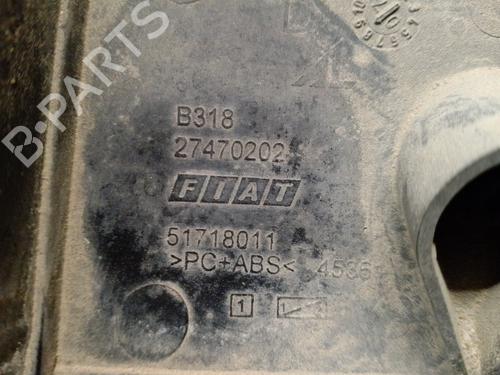 B-PARTS
B318
27470202
FIAT
51718011
>PC+ABS< 4536
1